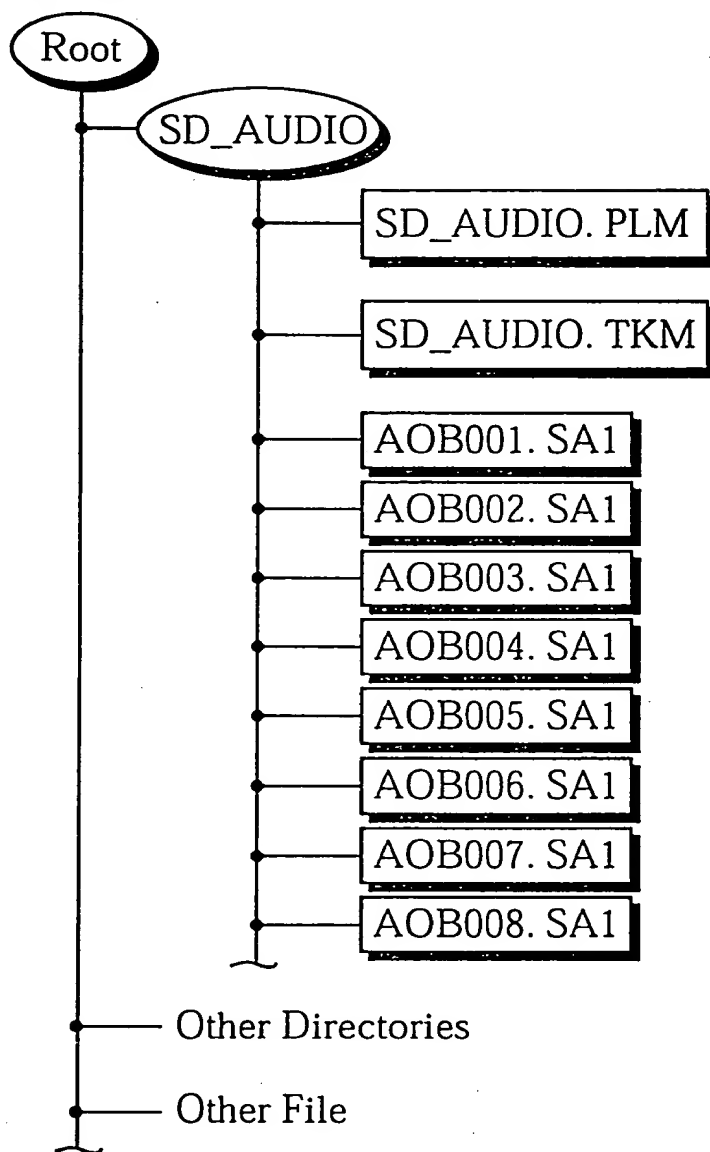 Root
SD_AUDIO
SD_AUDIO. PLM
SD_AUDIO. TKM
AOB001. SA1
AOB002. SA1
AOB003. SA1
AOB004. SA1
AOB005. SA1
AOB006. SA1
AOB007. SA1
AOB008. SA1
Other Directories
Other File